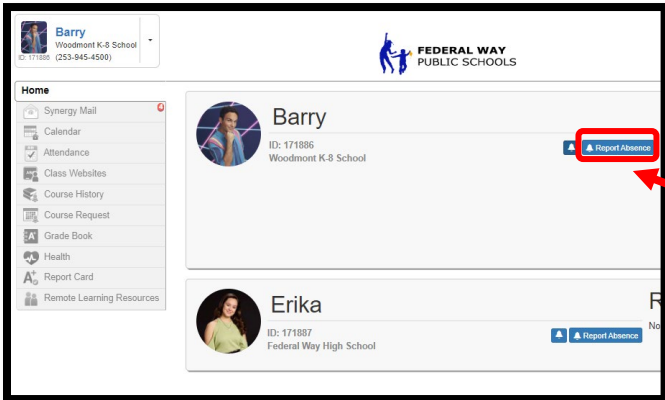 Barry
Woodmont K-8 School
ID: 171886 (253-945-4500)
FEDERAL WAY
PUBLIC SCHOOLS
Home
Synergy Mail
Calendar
Attendance
Class Websites
Course History
Course Request
Grade Book
Health
Report Card
Remote Learning Resources
Barry
ID: 171886
Woodmont K-8 School
Report Absence
Erika
ID: 171887
Federal Way High School
Report Absence
R
No